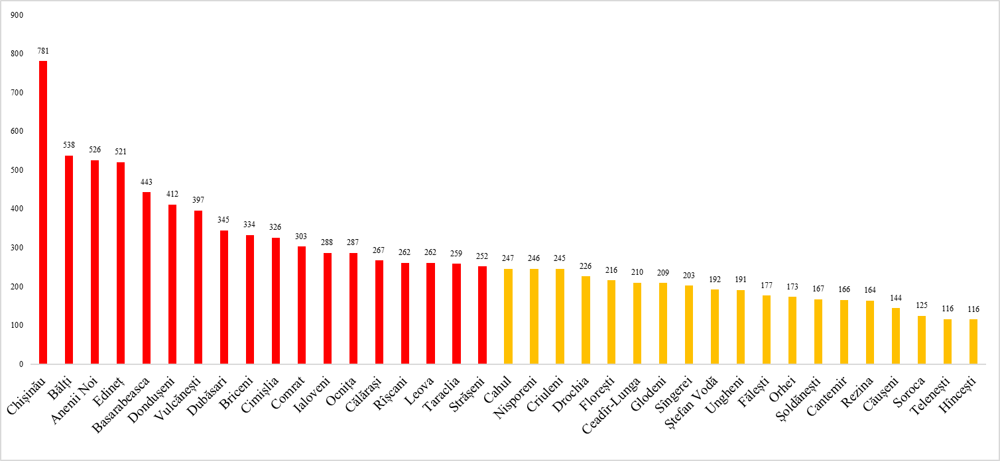 900
800
700
600
500
400
300
200
100
0
781
538
526
521
443
412
397
345
334
326
303
288
287
267
262
262
259
252
247
246
245
226
216
210
209
203
192
191
177
173
167
166
164
144
125
116
116
Chișinău
Bălți
Anenii Noi
Edineț
Basarabeasca
Dondușeni
Vulcănești
Dubăsari
Briceni
Cimișlia
Comrat
Ialoveni
Ocnița
Călărași
Rîșcani
Leova
Taraclia
Strășeni
Cahul
Nisporeni
Criuleni
Drochia
Florești
Ceadîr-Lunga
Glodeni
Sîngerei
Ștefan Vodă
Ungheni
Fălești
Orhei
Șoldănești
Cantemir
Rezina
Căușeni
Soroca
Telenești
Hîncești